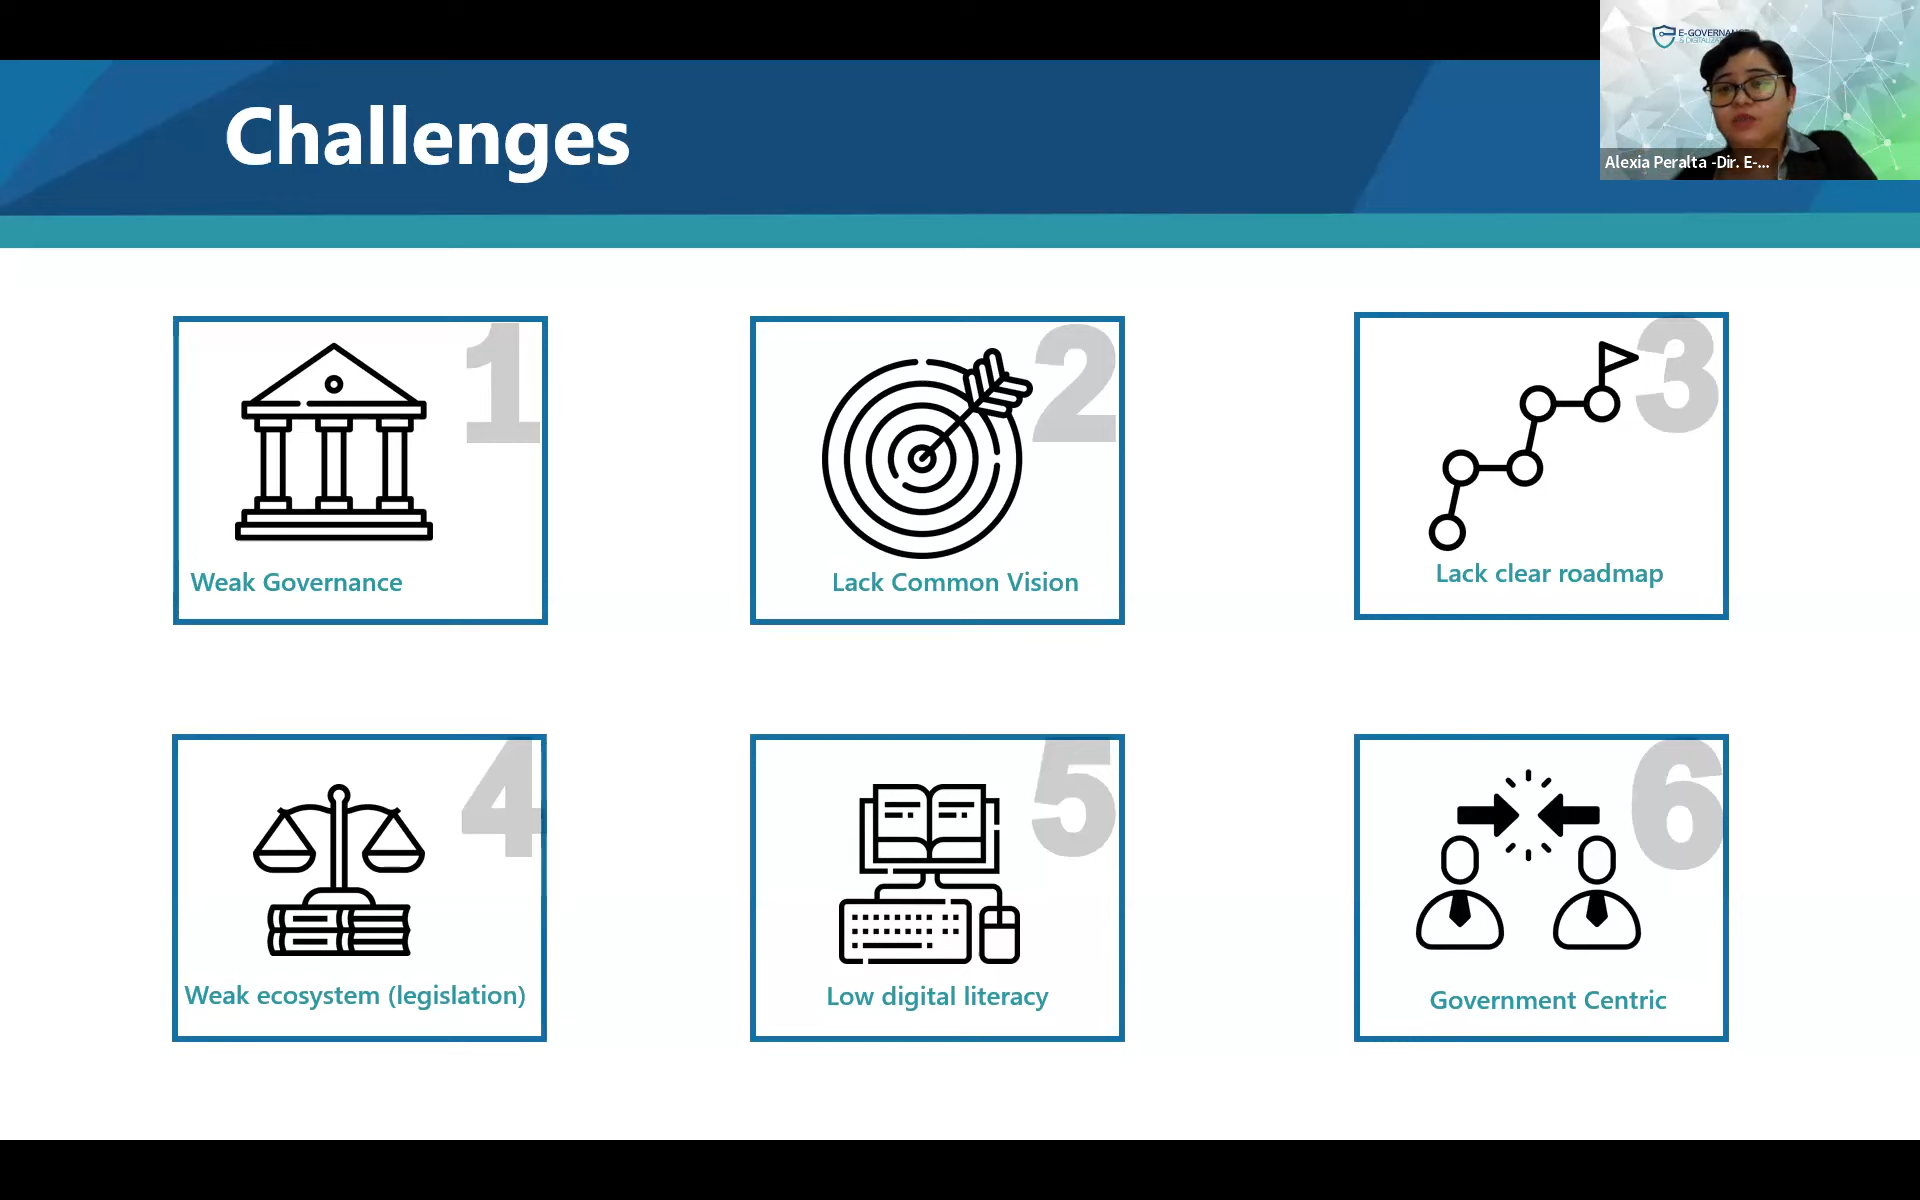 E-GOVERNANCE
Challenges
Alexia Peralta -Dir. E-...
1
Weak Governance
2
Lack Common Vision
3
Lack clear roadmap
4
Weak ecosystem (legislation)
5
Low digital literacy
6
Government Centric